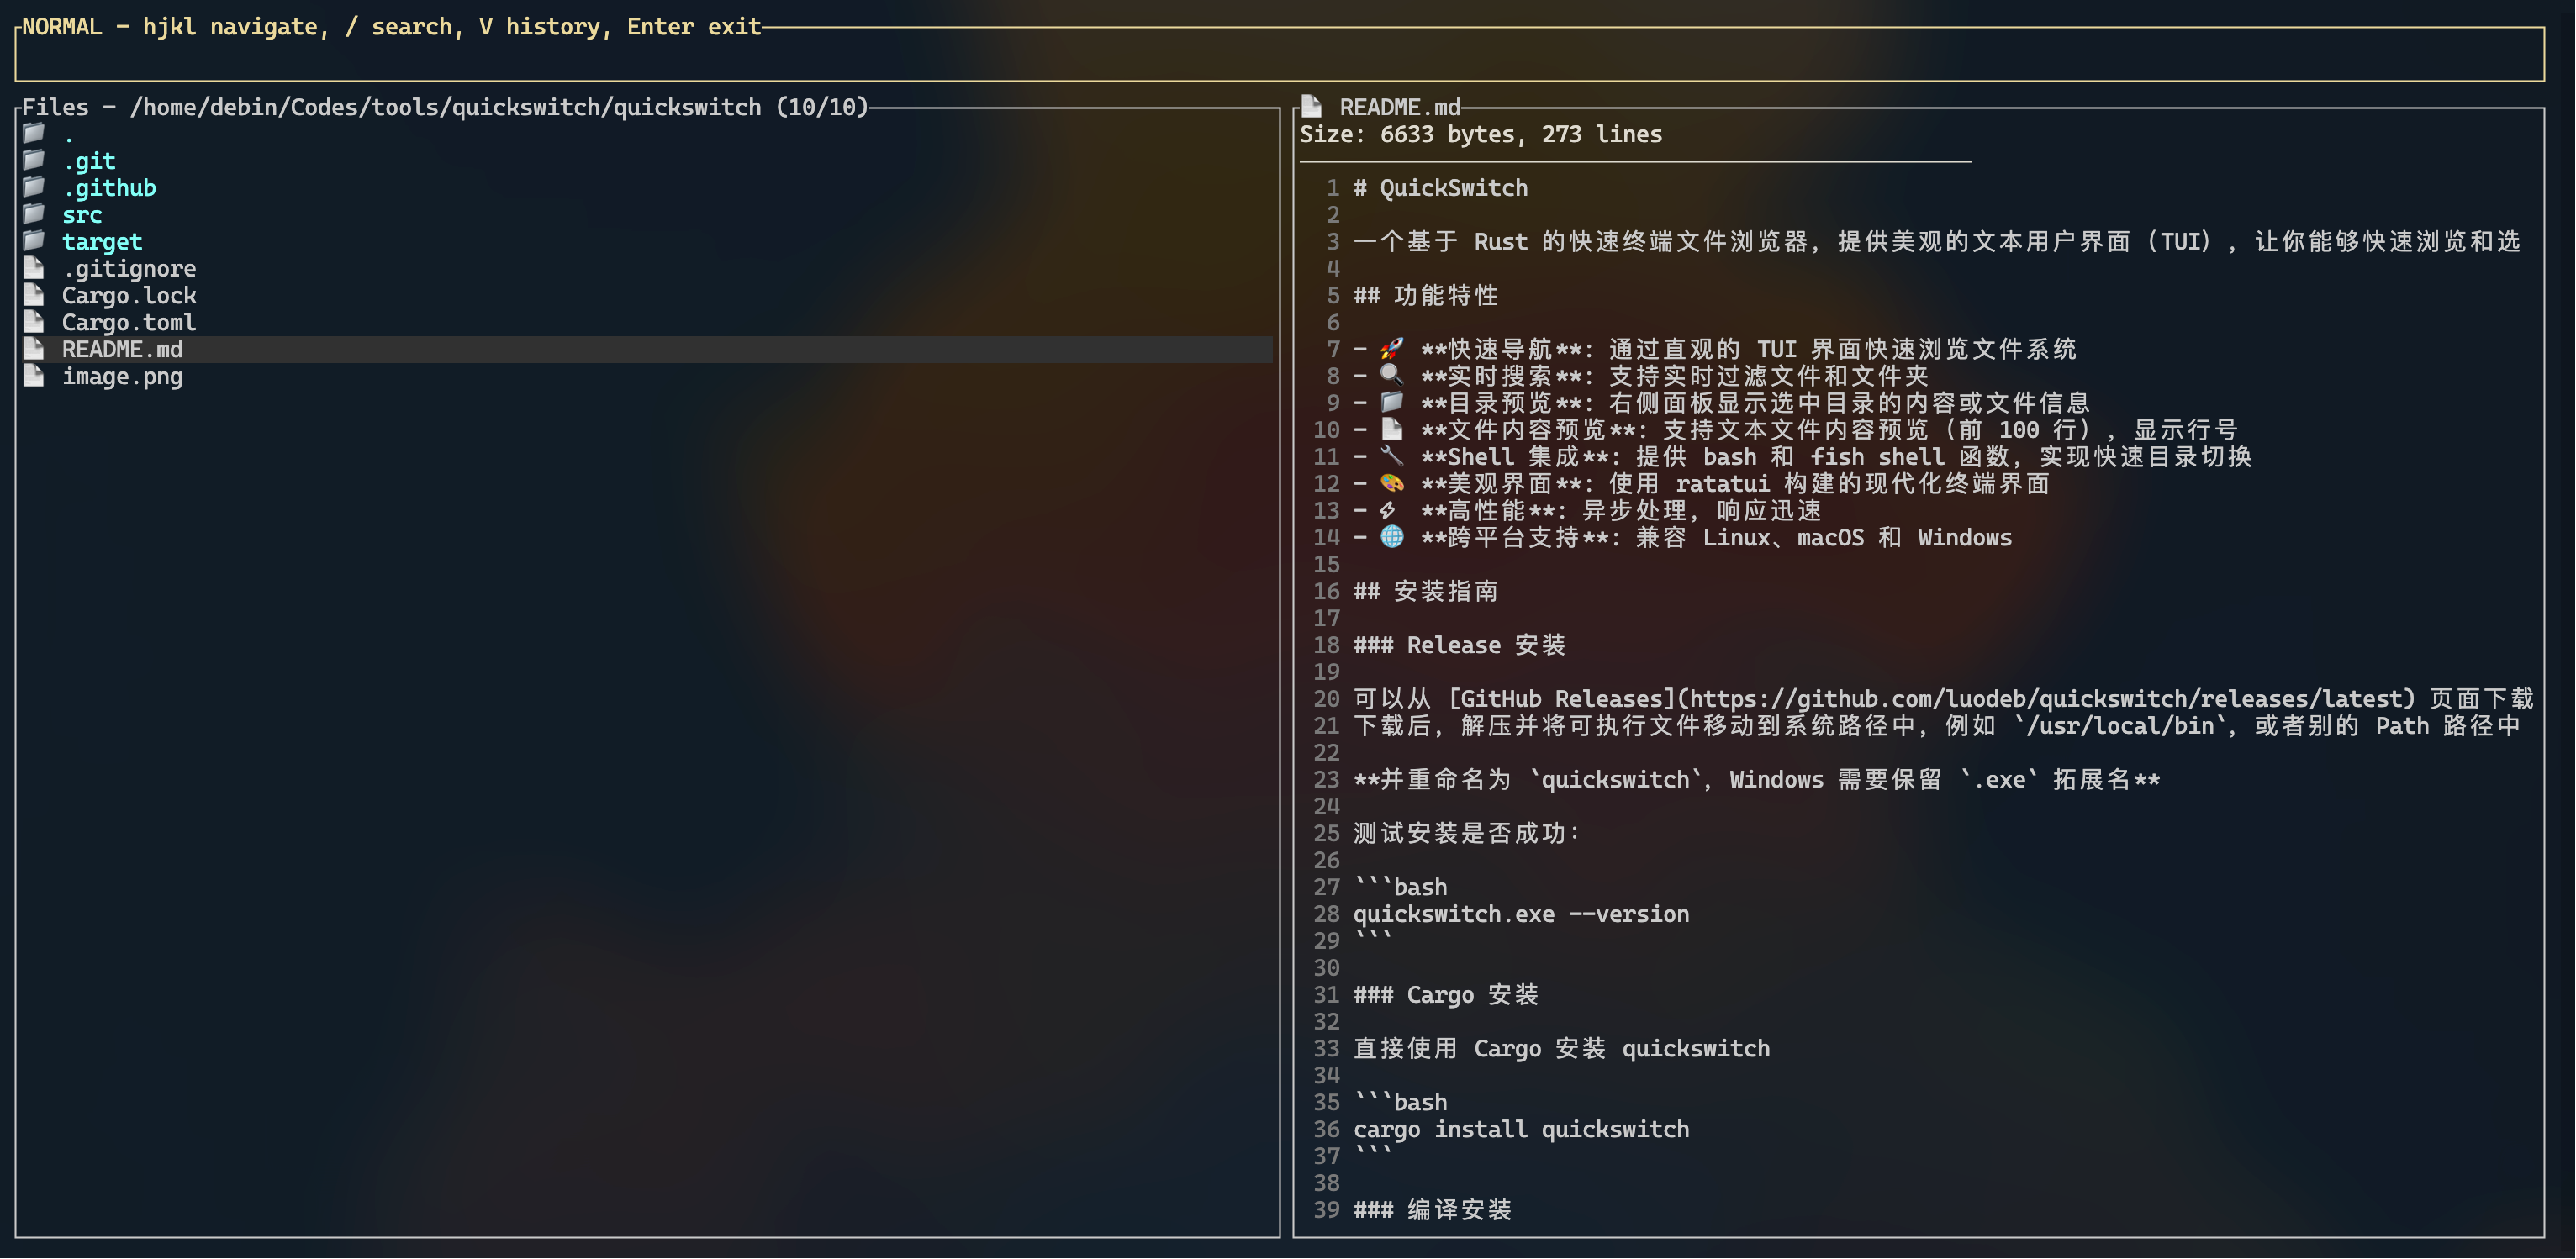 NORMAL - hjkl navigate, / search, V history, Enter exit
Files - /home/debin/Codes/tools/quickswitch/quickswitch (10/10)
.
.git
.github
src
target
.gitignore
Cargo.lock
Cargo.toml
README.md
image.png
README.md
Size: 6633 bytes, 273 lines
1 # QuickSwitch
2
3 一个基于 Rust 的快速终端文件浏览器，提供美观的文本用户界面（TUI），让你能够快速浏览和选
4
5 ## 功能特性
6
7 - 🚀 **快速导航**: 通过直观的 TUI 界面快速浏览文件系统
8 - 🔍 **实时搜索**: 支持实时过滤文件和文件夹
9 - 📁 **目录预览**: 右侧面板显示选中目录的内容或文件信息
10 - 📄 **文件内容预览**: 支持文本文件内容预览（前 100 行），显示行号
11 - 🔧 **Shell 集成**: 提供 bash 和 fish shell 函数，实现快速目录切换
12 - 🎨 **美观界面**: 使用 ratatui 构建的现代化终端界面
13 - ⚡ **高性能**: 异步处理，响应迅速
14 - 🌐 **跨平台支持**: 兼容 Linux、macOS 和 Windows
15
16 ## 安装指南
17
18 ### Release 安装
19
20 可以从 [GitHub Releases](https://github.com/luodeb/quickswitch/releases/latest) 页面下载
21 下载后，解压并将可执行文件移动到系统路径中，例如 `/usr/local/bin`，或者别的 Path 路径中
22
23 **并重命名为 `quickswitch`，Windows 需要保留 `.exe` 拓展名**
24
25 测试安装是否成功：
26
27 ```bash
28 quickswitch.exe --version
29 ```
30
31 ### Cargo 安装
32
33 直接使用 Cargo 安装 quickswitch
34
35 ```bash
36 cargo install quickswitch
37 ```
38
39 ### 编译安装